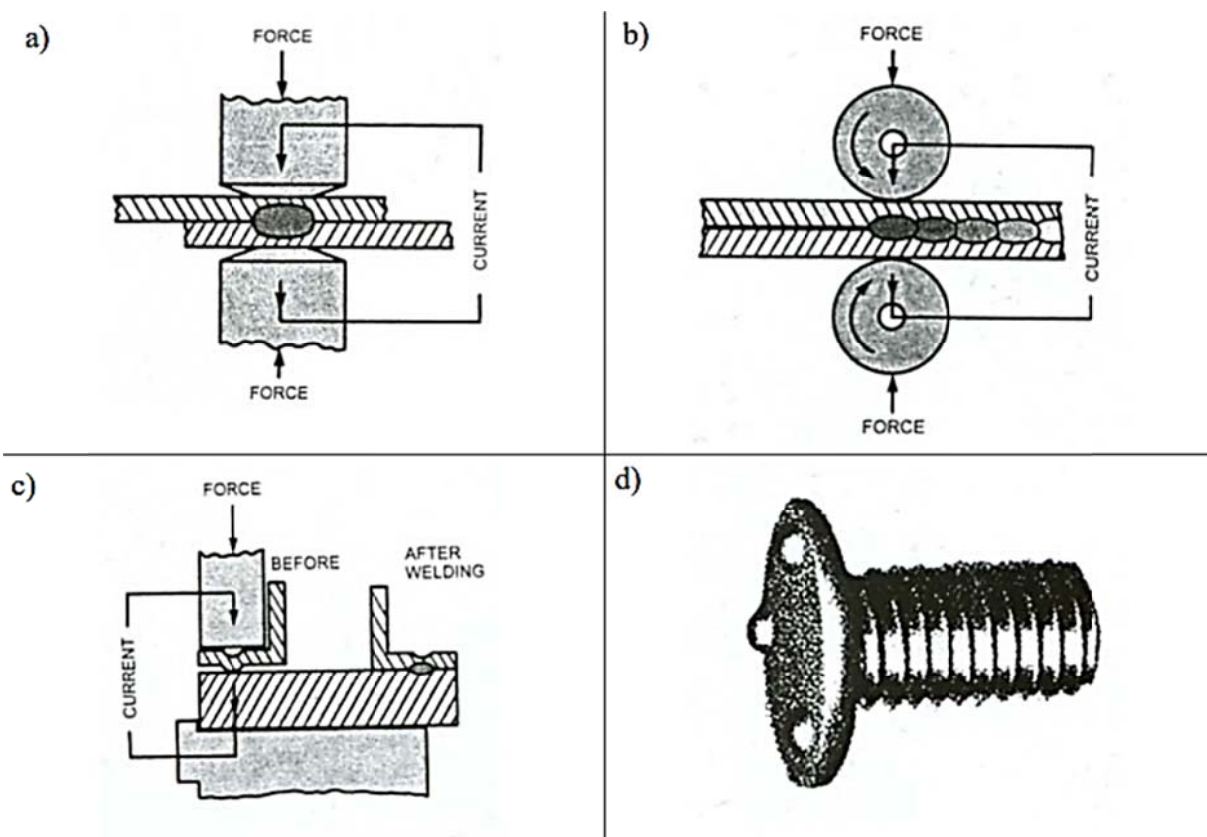 a)
FORCE
CURRENT
FORCE
b)
FORCE
CURRENT
FORCE
c)
FORCE
BEFORE
AFTER
WELDING
CURRENT
d)